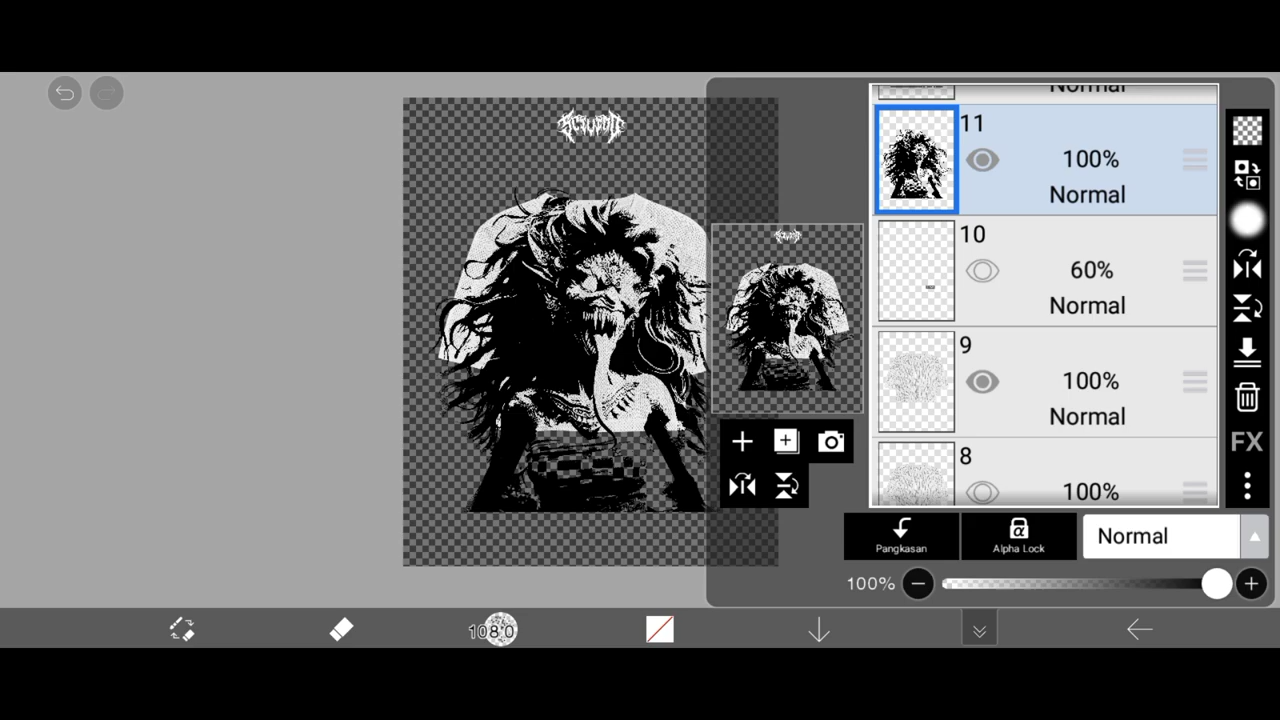 Normal
11
100%
Normal
10
60%
Normal
9
100%
Normal
8
100%
FX
Pangkasan
Alpha Lock
Normal
100%
108.0